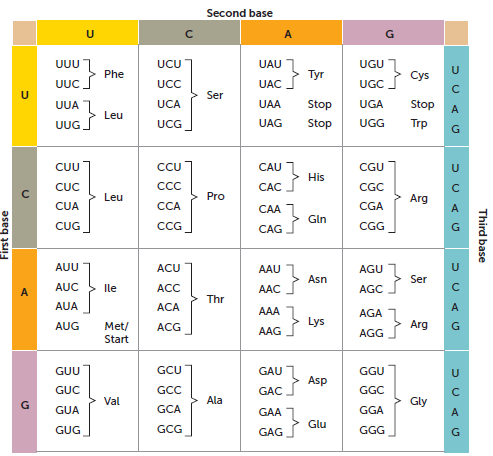 Second base
U C A G
First base
Third base
U
UUU UCU UAU UGU U
UUC Phe UCC UAC Tyr UGC Cys C
UUA UCA Ser UAA Stop UGA Stop A
UUG Leu UCG UAG Stop UGG Trp G
C
CUU CCU CAU CGU U
CUC CCC CAC His CGC C
CUA Leu CCA Pro CAA CGA Arg A
CUG CCG CAG Gln CGG G
A
AUU ACU AAU AGU U
AUC Ile ACC AAC Asn AGC Ser C
AUA ACA Thr AAA AGA A
AUG Met/ ACG AAG Lys AGG Arg G
Start
G
GUU GCU GAU GGU U
GUC GCC GAC Asp GGC C
GUA Val GCA Ala GAA GGA Gly A
GUG GCG GAG Glu GGG G